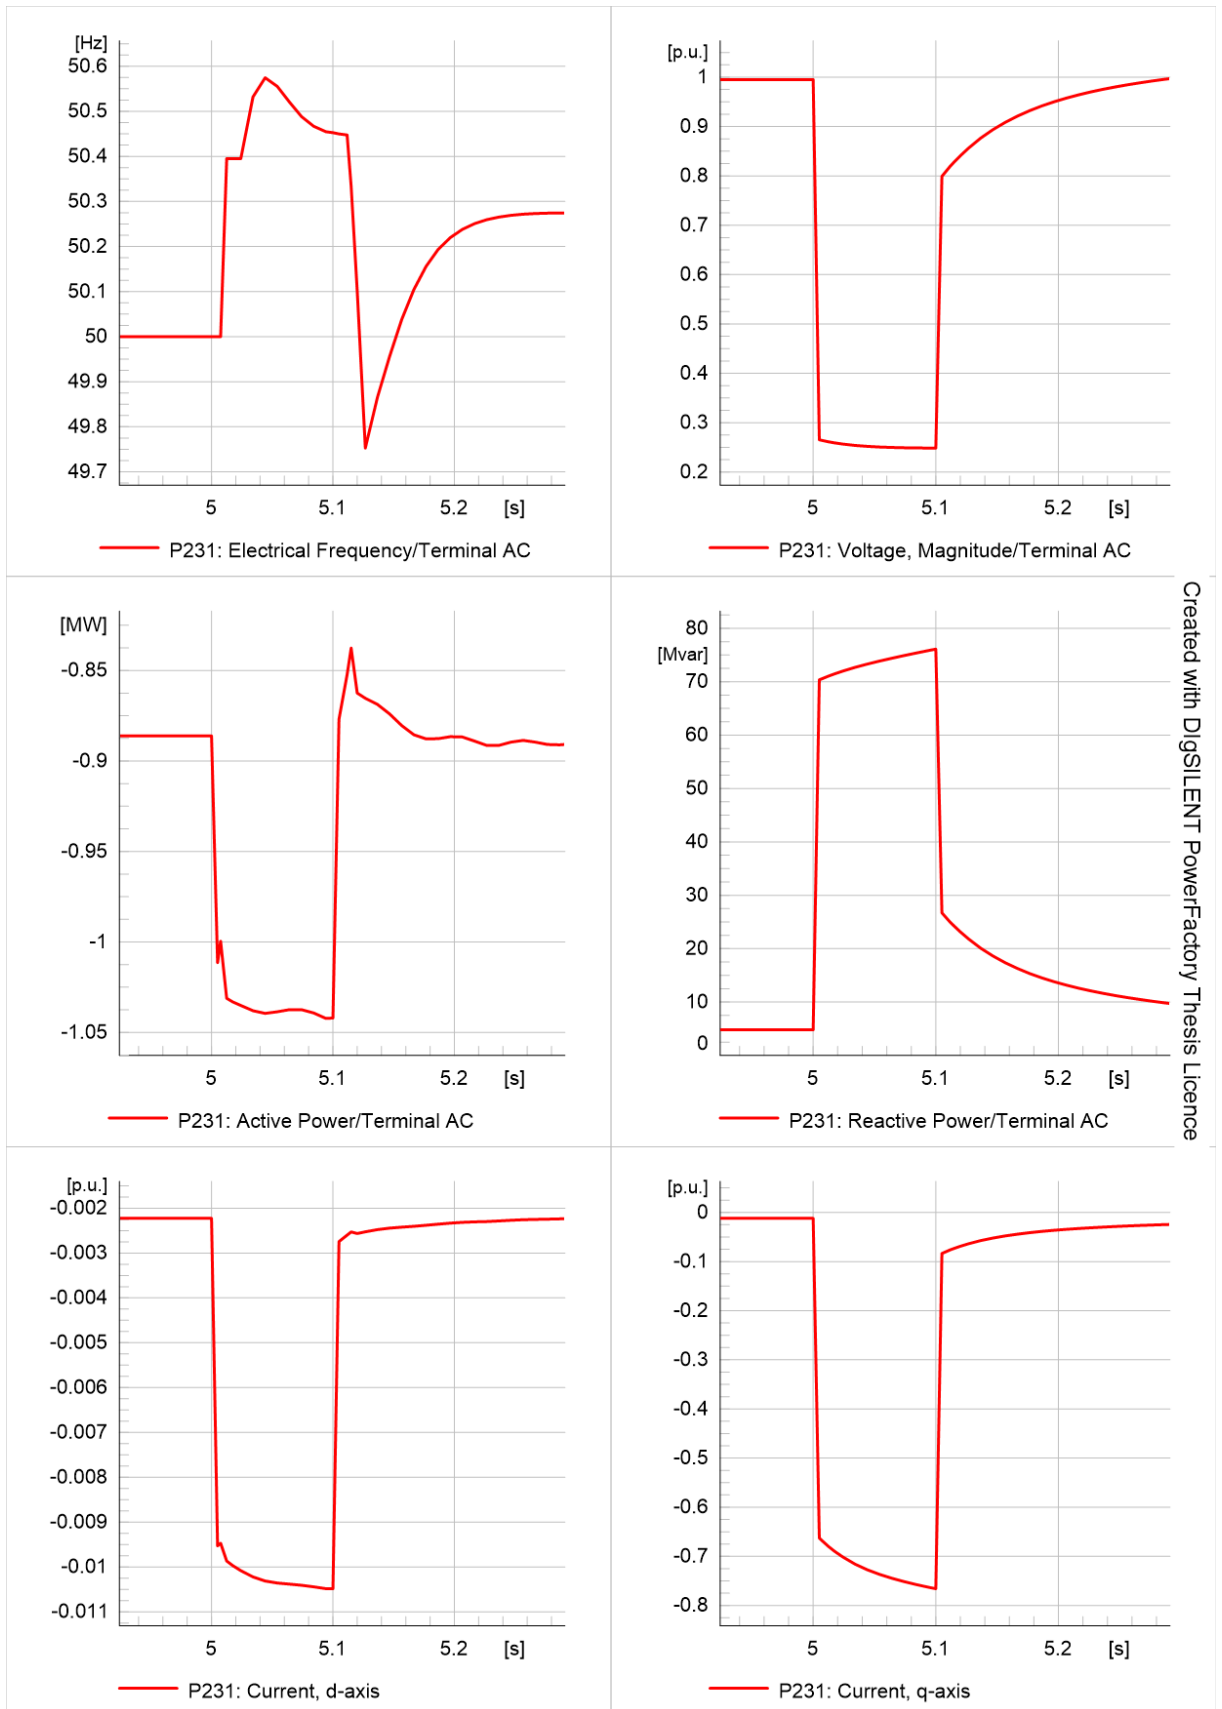 [Hz]
50.6
50.5
50.4
50.3
50.2
50.1
50
49.9
49.8
49.7
5 5.1 5.2 [s]
P231: Electrical Frequency/Terminal AC
[p.u.]
1
0.9
0.8
0.7
0.6
0.5
0.4
0.3
0.2
5 5.1 5.2 [s]
P231: Voltage, Magnitude/Terminal AC
[MW]
-0.85
-0.9
-0.95
-1
-1.05
5 5.1 5.2 [s]
P231: Active Power/Terminal AC
80
[Mvar]
70
60
50
40
30
20
10
0
5 5.1 5.2 [s]
P231: Reactive Power/Terminal AC
Created with DIgSILENT PowerFactory Thesis Licence
[p.u.]
-0.002
-0.003
-0.004
-0.005
-0.006
-0.007
-0.008
-0.009
-0.01
-0.011
5 5.1 5.2 [s]
P231: Current, d-axis
[p.u.]
0
-0.1
-0.2
-0.3
-0.4
-0.5
-0.6
-0.7
-0.8
5 5.1 5.2 [s]
P231: Current, q-axis